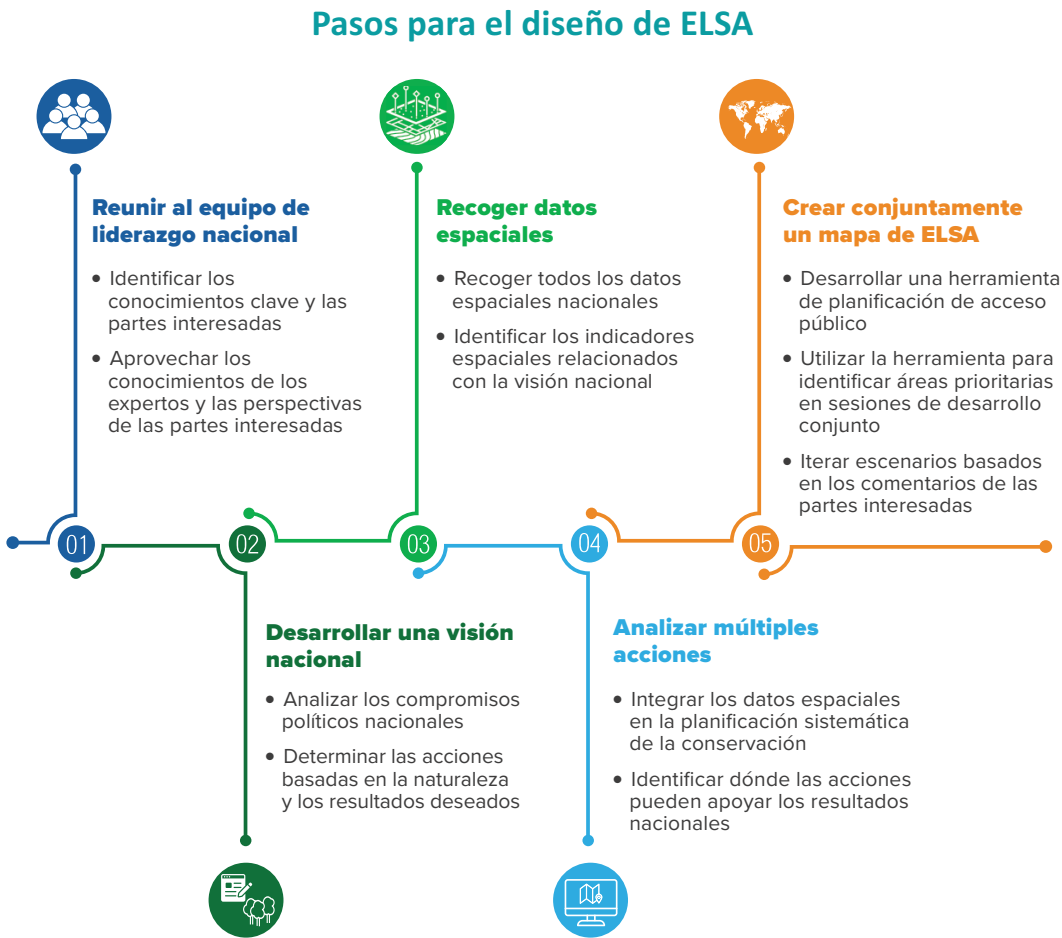 Pasos para el diseño de ELSA
01
Reunir al equipo de
liderazgo nacional
• Identificar los
conocimientos clave y las
partes interesadas
• Aprovechar los
conocimientos de los
expertos y las perspectivas
de las partes interesadas
02
Desarrollar una visión
nacional
• Analizar los compromisos
políticos nacionales
• Determinar las acciones
basadas en la naturaleza
y los resultados deseados
03
Recoger datos
espaciales
• Recoger todos los datos
espaciales nacionales
• Identificar los indicadores
espaciales relacionados
con la visión nacional
04
Analizar múltiples
acciones
• Integrar los datos espaciales
en la planificación sistemática
de la conservación
• Identificar dónde las acciones
pueden apoyar los resultados
nacionales
05
Crear conjuntamente
un mapa de ELSA
• Desarrollar una herramienta
de planificación de acceso
público
• Utilizar la herramienta para
identificar áreas prioritarias
en sesiones de desarrollo
conjunto
• Iterar escenarios basados
en los comentarios de las
partes interesadas